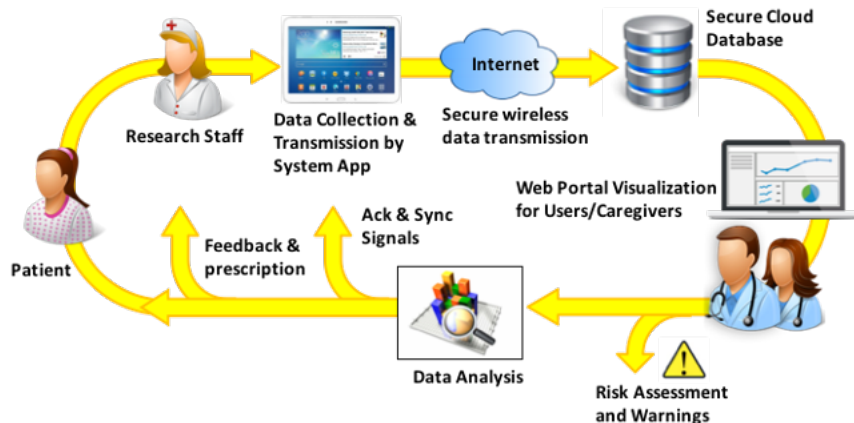 Secure Cloud
Database
Internet
Research Staff
Data Collection &
Transmission by
System App
Secure wireless
data transmission
Web Portal Visualization
for Users/Caregivers
Patient
Feedback &
prescription
Ack & Sync
Signals
Data Analysis
Risk Assessment
and Warnings